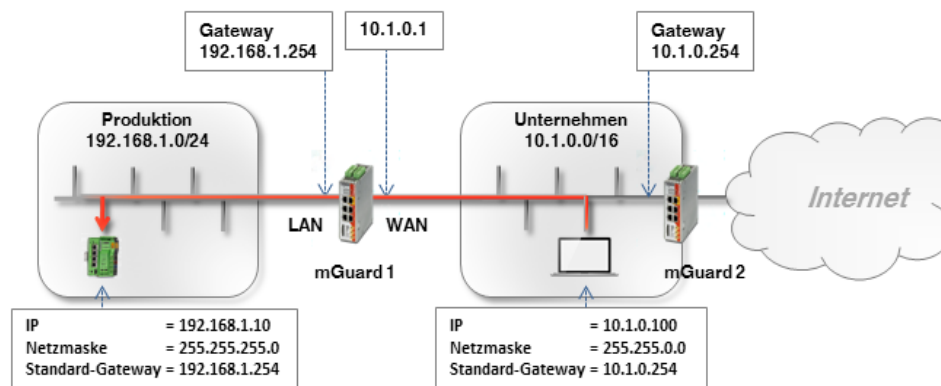 Gateway
192.168.1.254
10.1.0.1
Gateway
10.1.0.254
Produktion
192.168.1.0/24
Unternehmen
10.1.0.0/16
Internet
LAN
WAN
mGuard 1
mGuard 2
IP = 192.168.1.10
Netzmaske = 255.255.255.0
Standard-Gateway = 192.168.1.254
IP = 10.1.0.100
Netzmaske = 255.255.0.0
Standard-Gateway = 10.1.0.254